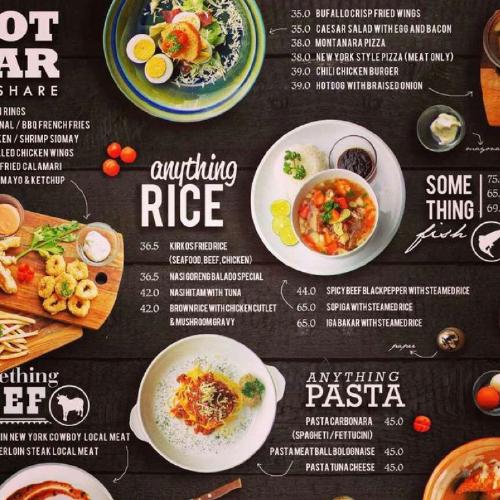 OT
AR
SHARE
RINGS
NAL / BBQ FRENCH FRIES
KEN / SHRIMP SIOMAY
LLED CHICKEN WINGS
FRIED CALAMARI
MAYO & KETCHUP
35.0 BUFALLO CRISP FRIED WINGS
35.0 CAESAR SALAD WITH EGG AND BACON
38.0 MONTANARA PIZZA
38.0 NEW YORK STYLE PIZZA (MEAT ONLY)
39.0 CHILI CHICKEN BURGER
39.0 HOTDOG WITH BRAISED ONION
anything
RICE
36.5 KIRKOS FRIED RICE
(SEAFOOD, BEEF, CHICKEN)
36.5 NASI GORENG BALADO SPECIAL
42.0 NASI HITAM WITH TUNA
42.0 BROWN RICE WITH CHICKEN CUTLET
& MUSHROOM GRAVY
44.0 SPICY BEEF BLACKPEPPER WITH STEAMED RICE
65.0 SOP IGA WITH STEAMED RICE
65.0 IGA BAKAR WITH STEAMED RICE
SOME
THING
fish
75.
65.
69.
paper
ething
EF
IN NEW YORK COWBOY LOCAL MEAT
ERLOIN STEAK LOCAL MEAT
ANYTHING
PASTA
PASTA CARBONARA 45.0
(SPAGHETI / FETTUCINI)
PASTA MEATBALL BOLOGNAISE 45.0
PASTA TUNA CHEESE 45.0